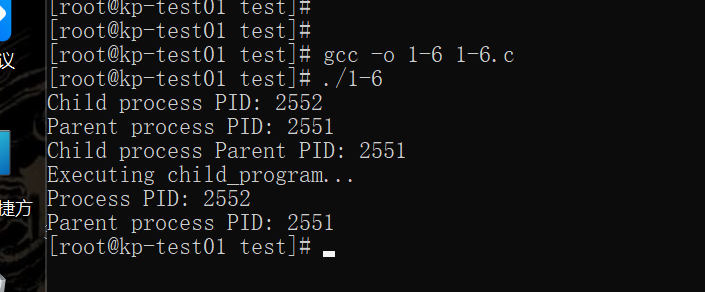 [root@kp-test01 test]#
[root@kp-test01 test]#
[root@kp-test01 test]# gcc -o 1-6 1-6.c
[root@kp-test01 test]# ./1-6
Child process PID: 2552
Parent process PID: 2551
Child process Parent PID: 2551
Executing child_program...
Process PID: 2552
Parent process PID: 2551
[root@kp-test01 test]#
议
捷方